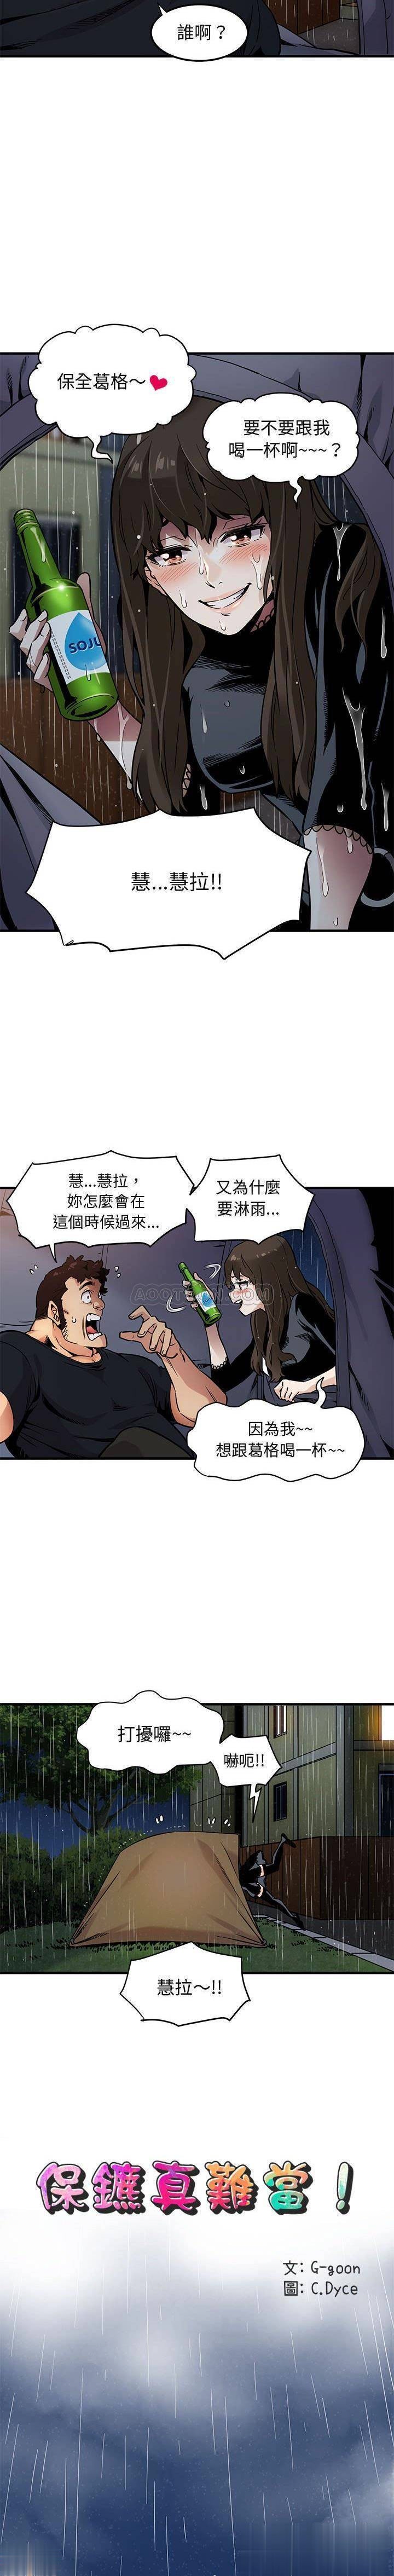 誰啊？
保全葛格～
要不要跟我
喝一杯啊~~~？
SOJU
慧...慧拉!!
慧...慧拉，
妳怎麼會在
這個時候過來...
又為什麼
要淋雨...
因為我~~
想跟葛格喝一杯~~
打擾囉~~
嚇呃!!
慧拉～!!
保鑣真難當！
文: G-goon
圖: C.Dyce